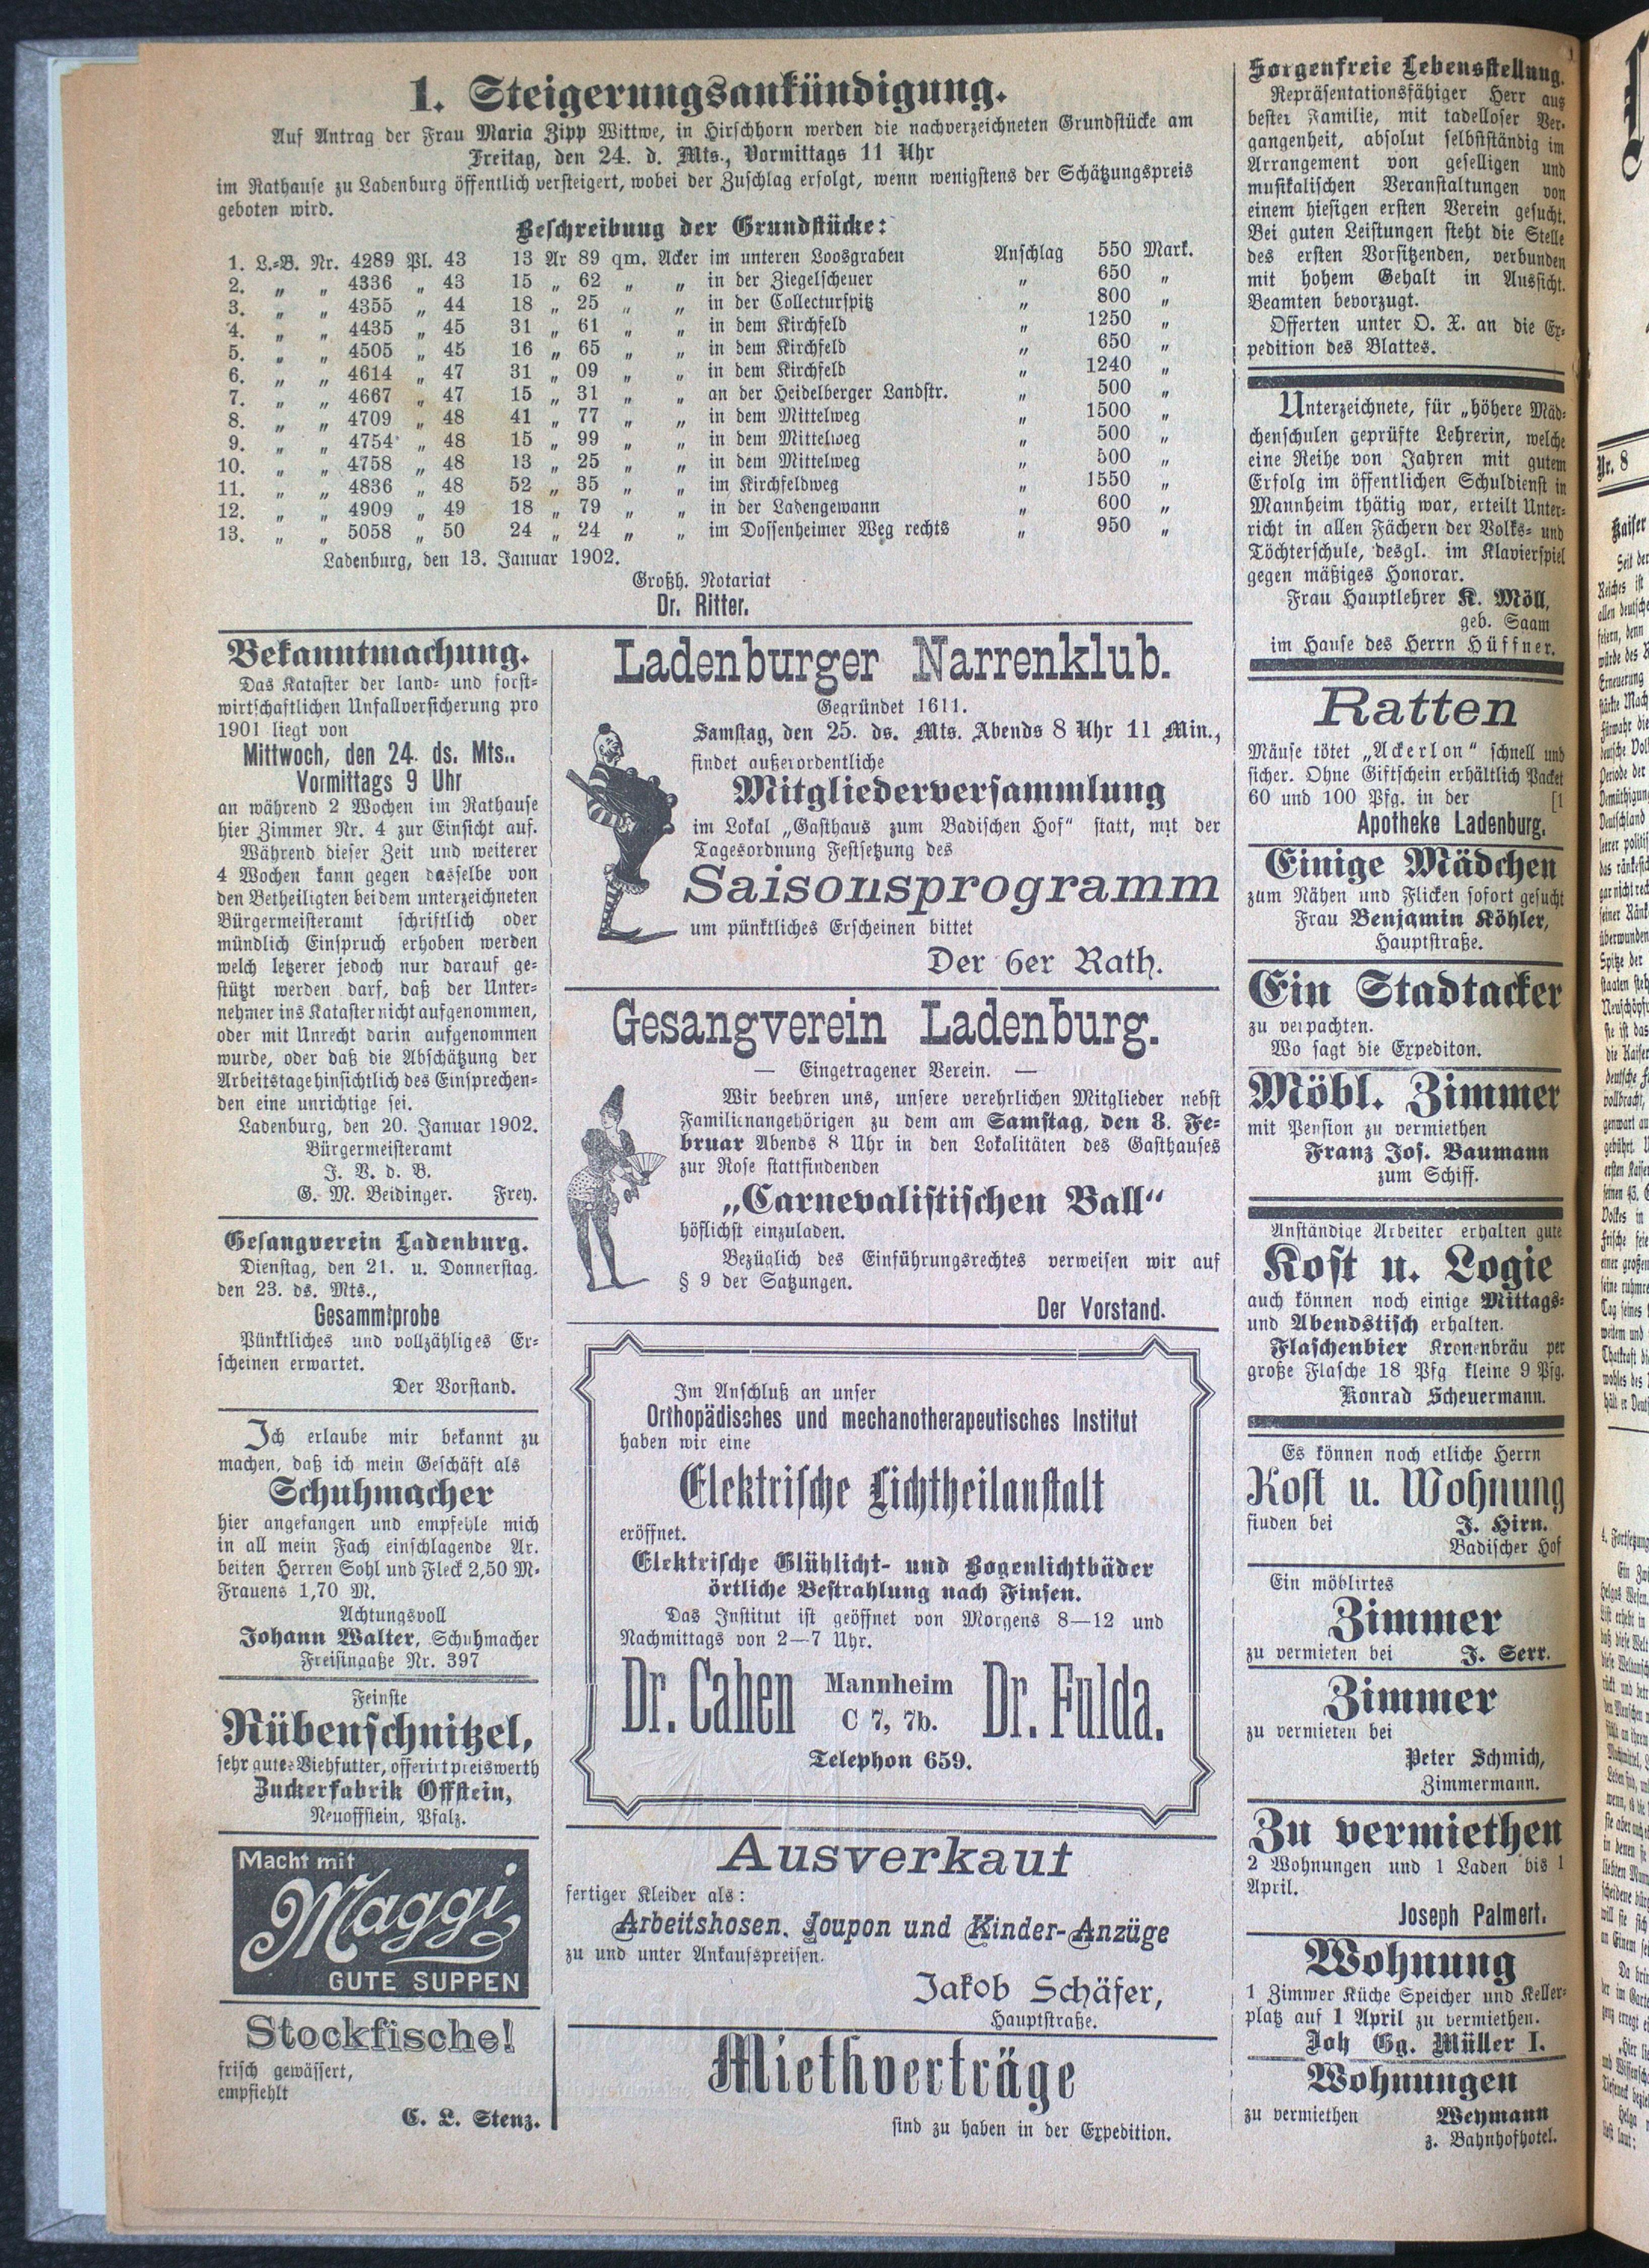 1. Steigerungsankündigung.
Auf Antrag der Frau Maria Zipp Wittwe, in Hirschhorn werden die nachverzeichneten Grundstücke am
Freitag, den 24. d. Mts., Vormittags 11 Uhr
im Rathause zu Ladenburg öffentlich versteigert, wobei der Zuschlag erfolgt, wenn wenigstens der Schätzungspreis
geboten wird.
Beschreibung der Grundstücke:
1. L.=B. Nr. 4289 Pl. 43 13 Ar 89 qm. Acker im unteren Loosgraben Anschlag 550 Mark.
2. „ „ 4336 „ 43 15 „ 62 „ „ in der Ziegelscheuer „ 650 „
3. „ „ 4355 „ 44 18 „ 25 „ „ in der Collecturspitz „ 800 „
4. „ „ 4435 „ 45 31 „ 61 „ „ in dem Kirchfeld „ 1250 „
5. „ „ 4505 „ 45 16 „ 65 „ „ in dem Kirchfeld „ 650 „
6. „ „ 4614 „ 47 31 „ 09 „ „ in dem Kirchfeld „ 1240 „
7. „ „ 4667 „ 47 15 „ 31 „ „ an der Heidelberger Landstr. „ 500 „
8. „ „ 4709 „ 48 41 „ 77 „ „ in dem Mittelweg „ 1500 „
9. „ „ 4754 „ 48 15 „ 99 „ „ in dem Mittelweg „ 500 „
10. „ „ 4758 „ 48 13 „ 25 „ „ in dem Mittelweg „ 500 „
11. „ „ 4836 „ 48 52 „ 35 „ „ im Kirchfeldweg „ 1550 „
12. „ „ 4909 „ 49 18 „ 79 „ „ in der Ladengewann „ 600 „
13. „ „ 5058 „ 50 24 „ 24 „ „ im Dossenheimer Weg rechts „ 950 „
Ladenburg, den 13. Januar 1902.
Großh. Notariat
Dr. Ritter.
Bekanntmachung.
Das Kataster der land= und forst=
wirtschaftlichen Unfallversicherung pro
1901 liegt von
Mittwoch, den 24. ds. Mts..
Vormittags 9 Uhr
an während 2 Wochen im Rathause
hier Zimmer Nr. 4 zur Einsicht auf.
Während dieser Zeit und weiterer
4 Wochen kann gegen dasselbe von
den Betheiligten bei dem unterzeichneten
Bürgermeisteramt schriftlich oder
mündlich Einspruch erhoben werden
welch letzerer jedoch nur darauf ge=
stützt werden darf, daß der Unter=
nehmer ins Kataster nicht aufgenommen,
oder mit Unrecht darin aufgenommen
wurde, oder daß die Abschätzung der
Arbeitstage hinsichtlich des Einsprechen=
den eine unrichtige sei.
Ladenburg, den 20. Januar 1902.
Bürgermeisteramt
J. V. d. B.
G. M. Beidinger. Frey.
Gesangverein Ladenburg.
Dienstag, den 21. u. Donnerstag.
den 23. ds. Mts.,
Gesammtprobe
Pünktliches und vollzähliges Er=
scheinen erwartet.
Der Vorstand.
Ich erlaube mir bekannt zu
machen, daß ich mein Geschäft als
Schuhmacher
hier angefangen und empfehle mich
in all mein Fach einschlagende Ar.
beiten Herren Sohl und Fleck 2,50 M.
Frauens 1,70 M.
Achtungsvoll
Johann Walter, Schuhmacher
Freisingaße Nr. 397
Feinste
Rübenschnitzel,
sehr gutes Viehfutter, offerirt preiswerth
Zuckerfabrik Offstein,
Neuoffstein, Pfalz.
Macht mit
Maggi
GUTE SUPPEN
Stockfische!
frisch gewässert,
empfiehlt
C. L. Stenz.
Ladenburger Narrenklub.
Gegründet 1611.
Samstag, den 25. ds. Mts. Abends 8 Uhr 11 Min.,
findet außerordentliche
Mitgliederversammlung
im Lokal „Gasthaus zum Badischen Hof“ statt, mit der
Tagesordnung Festsetzung des
Saisonsprogramm
um pünktliches Erscheinen bittet
Der 6er Rath.
Gesangverein Ladenburg.
— Eingetragener Verein. —
Wir beehren uns, unsere verehrlichen Mitglieder nebst
Familienangehörigen zu dem am Samstag, den 8. Fe=
bruar Abends 8 Uhr in den Lokalitäten des Gasthauses
zur Rose stattfindenden
„Carnevalistischen Ball“
höflichst einzuladen.
Bezüglich des Einführungsrechtes verweisen wir auf
§ 9 der Satzungen.
Der Vorstand.
Im Anschluß an unser
Orthopädisches und mechanotherapeutisches Institut
haben wir eine
Elektrische Lichtheilanstalt
eröffnet.
Elektrische Glühlicht- und Bogenlichtbäder
örtliche Bestrahlung nach Finsen.
Das Institut ist geöffnet von Morgens 8—12 und
Nachmittags von 2—7 Uhr.
Dr. Cahen Mannheim Dr. Fulda.
C 7, 7b.
Telephon 659.
Ausverkauf
fertiger Kleider als:
Arbeitshosen. Joupon und Kinder-Anzüge
zu und unter Ankaufspreisen.
Jakob Schäfer,
Hauptstraße.
Miethverträge
sind zu haben in der Expedition.
Sorgenfreie Lebensstellung.
Repräsentationsfähiger Herr aus
bester Familie, mit tadelloser Ver=
gangenheit, absolut selbstständig im
Arrangement von geselligen und
musikalischen Veranstaltungen von
einem hiesigen ersten Verein gesucht.
Bei guten Leistungen steht die Stelle
des ersten Vorsitzenden, verbunden
mit hohem Gehalt in Aussicht.
Beamten bevorzugt.
Offerten unter O. X. an die Ex=
pedition des Blattes.
Unterzeichnete, für „höhere Mäd=
chenschulen geprüfte Lehrerin, welche
eine Reihe von Jahren mit gutem
Erfolg im öffentlichen Schuldienst in
Mannheim thätig war, erteilt Unter=
richt in allen Fächern der Volks= und
Töchterschule, desgl. im Klavierspiel
gegen mäßiges Honorar.
Frau Hauptlehrer K. Möll,
geb. Saam
im Hause des Herrn Hüffner.
Ratten
Mäuse tötet „Ackerlon“ schnell und
sicher. Ohne Giftschein erhältlich Packet
60 und 100 Pfg. in der [1
Apotheke Ladenburg.
Einige Mädchen
zum Nähen und Flicken sofort gesucht
Frau Benjamin Köhler,
Hauptstraße.
Ein Stadtacker
zu verpachten.
Wo sagt die Expediton.
Möbl. Zimmer
mit Pension zu vermiethen
Franz Jos. Baumann
zum Schiff.
Anständige Arbeiter erhalten gute
Kost u. Logie
auch können noch einige Mittags=
und Abendstisch erhalten.
Flaschenbier Kronenbräu per
große Flasche 18 Pfg kleine 9 Pfg.
Konrad Scheuermann.
Es können noch etliche Herrn
Kost u. Wohnung
finden bei J. Hirn.
Badischer Hof
Ein möblirtes
Zimmer
zu vermieten bei J. Serr.
Zimmer
zu vermieten bei
Peter Schmich,
Zimmermann.
Zu vermiethen
2 Wohnungen und 1 Laden bis 1
April.
Joseph Palmert.
Wohnung
1 Zimmer Küche Speicher und Keller=
platz auf 1 April zu vermiethen.
Joh Gg. Müller I.
Wohnungen
zu vermiethen Weymann
z. Bahnhofhotel.
Nr. 8
Kaiser